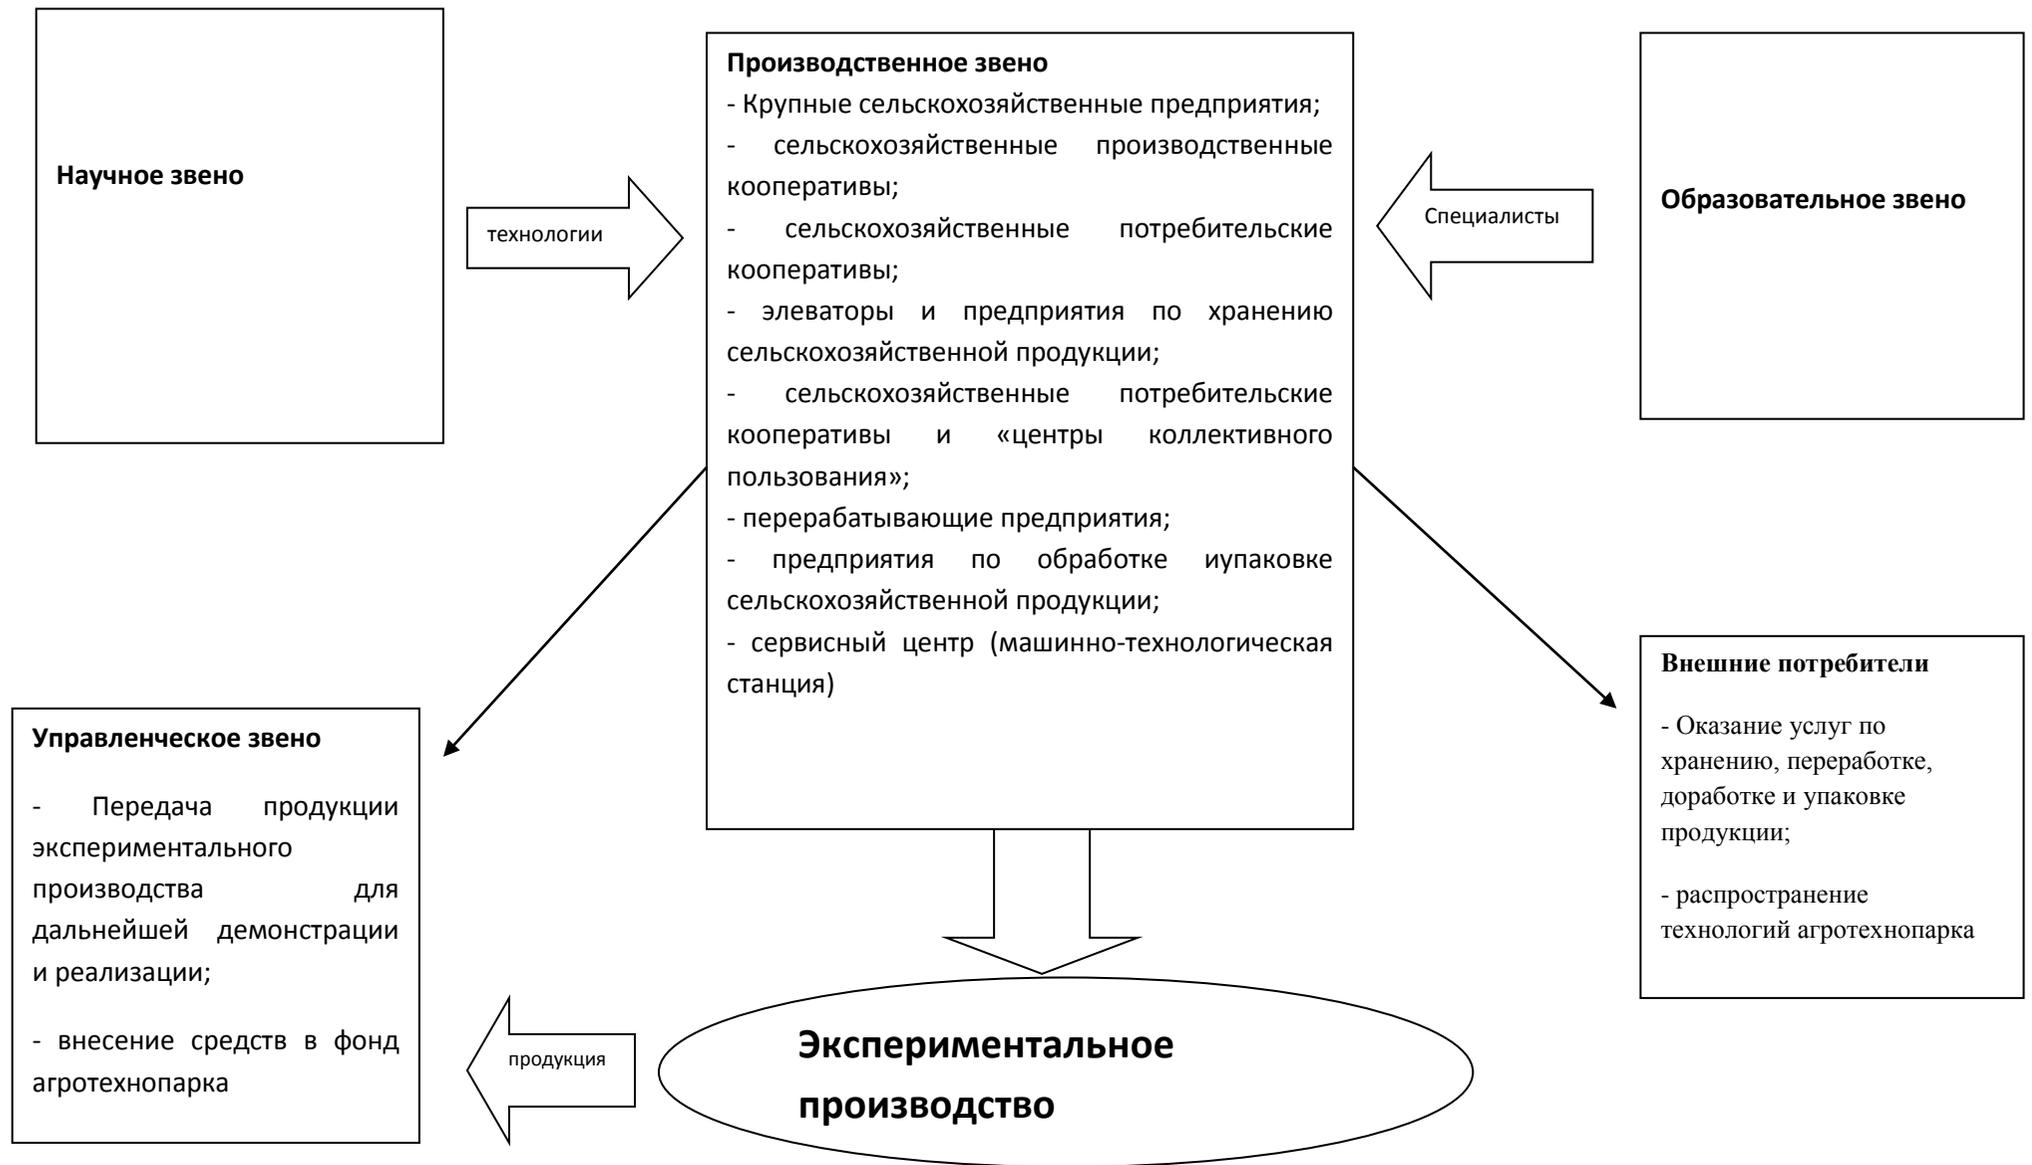 Научное звено
технологии
Производственное звено
- Крупные сельскохозяйственные предприятия;
- сельскохозяйственные производственные
кооперативы;
- сельскохозяйственные потребительские
кооперативы;
- элеваторы и предприятия по хранению
сельскохозяйственной продукции;
- сельскохозяйственные потребительские
кооперативы и «центры коллективного
пользования»;
- перерабатывающие предприятия;
- предприятия по обработке иупаковке
сельскохозяйственной продукции;
- сервисный центр (машинно-технологическая
станция)
Специалисты
Образовательное звено
Управленческое звено
- Передача продукции
экспериментального
производства для
дальнейшей демонстрации
и реализации;
- внесение средств в фонд
агротехнопарка
продукция
Экспериментальное
производство
Внешние потребители
- Оказание услуг по
хранению, переработке,
доработке и упаковке
продукции;
- распространение
технологий агротехнопарка